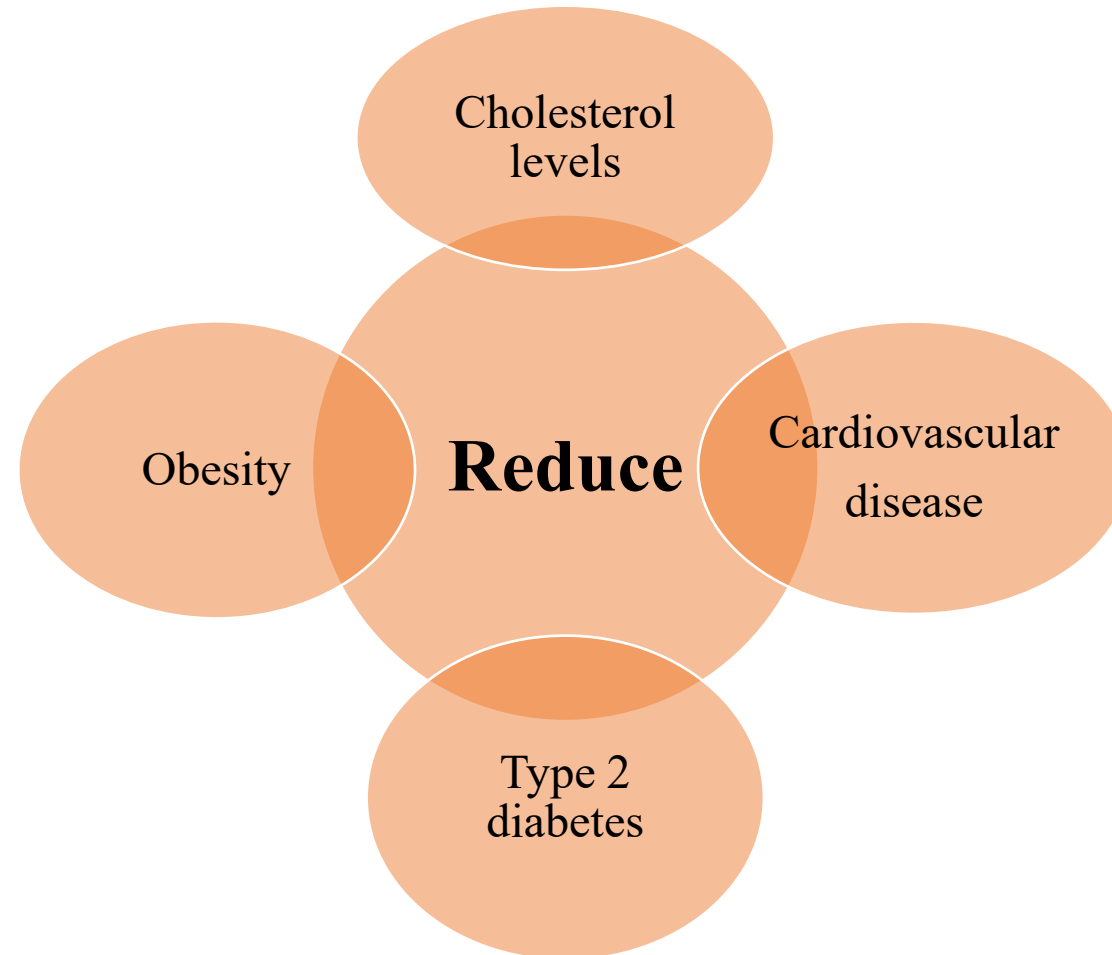 Cholesterol
levels
Obesity
Reduce
Cardiovascular
disease
Type 2
diabetes